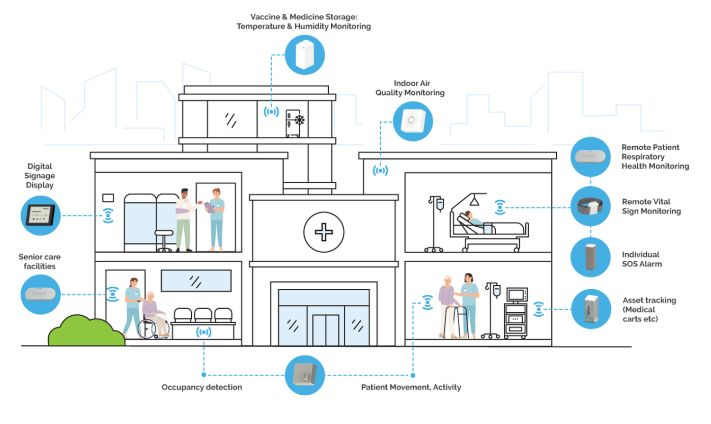 Vaccine & Medicine Storage:
Temperature & Humidity Monitoring
Indoor Air
Quality Monitoring
Digital
Signage
Display
Remote Patient
Respiratory
Health Monitoring
Remote Vital
Sign Monitoring
Senior care
facilities
Individual
SOS Alarm
Asset tracking
(Medical
carts etc)
Occupancy detection
Patient Movement, Activity